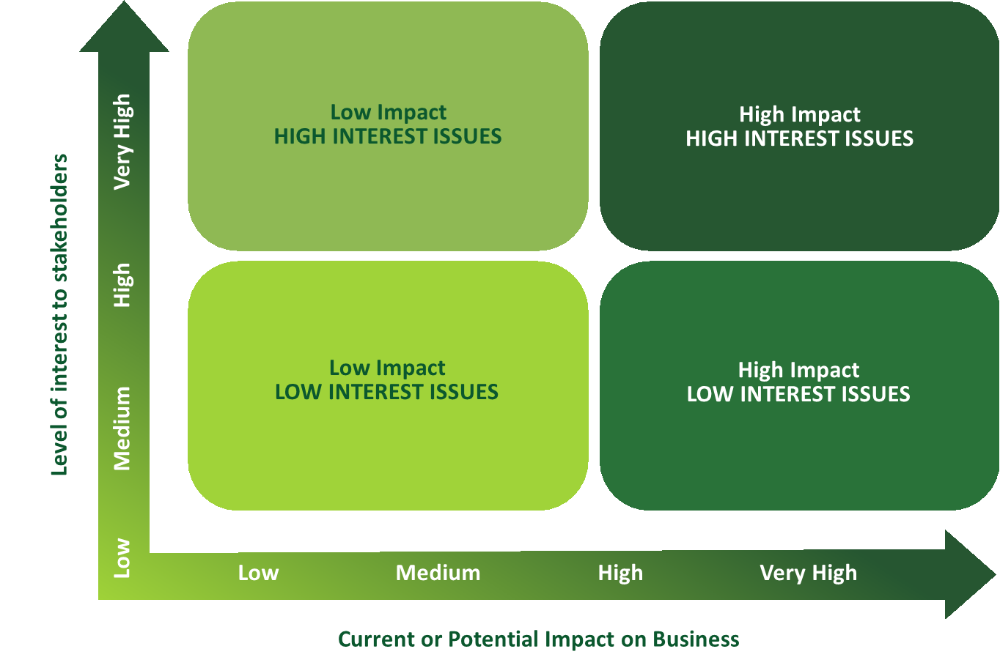 Low Impact
HIGH INTEREST ISSUES
High Impact
HIGH INTEREST ISSUES
Low Impact
LOW INTEREST ISSUES
High Impact
LOW INTEREST ISSUES
Level of interest to stakeholders
Very High
High
Medium
Low
Low
Medium
High
Very High
Current or Potential Impact on Business